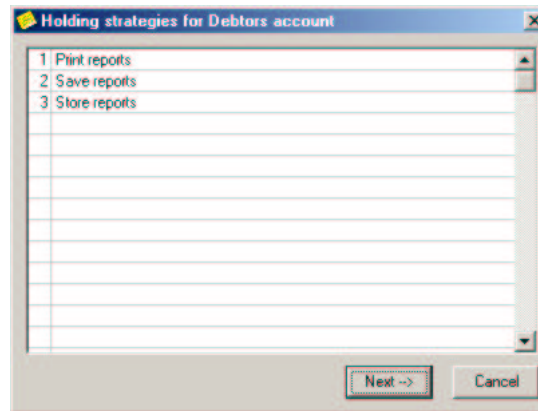 Holding strategies for Debtors account
1 Print reports
2 Save reports
3 Store reports
Next -->
Cancel